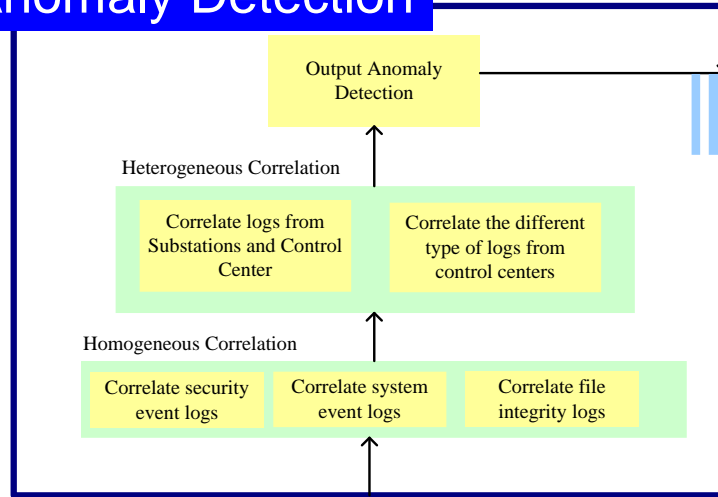 Anomaly Detection
Output Anomaly
Detection
Heterogeneous Correlation
Correlate logs from
Substations and Control
Center
Correlate the different
type of logs from
control centers
Homogeneous Correlation
Correlate security
event logs
Correlate system
event logs
Correlate file
integrity logs